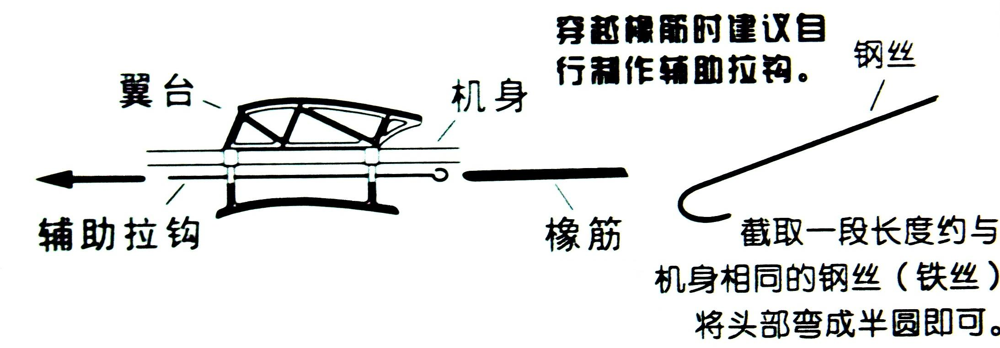 穿越橡筋时建议自
行制作辅助拉钩。
钢丝
翼台
机身
辅助拉钩
橡筋
截取一段长度约与
机身相同的钢丝（铁丝）
将头部弯成半圆即可。